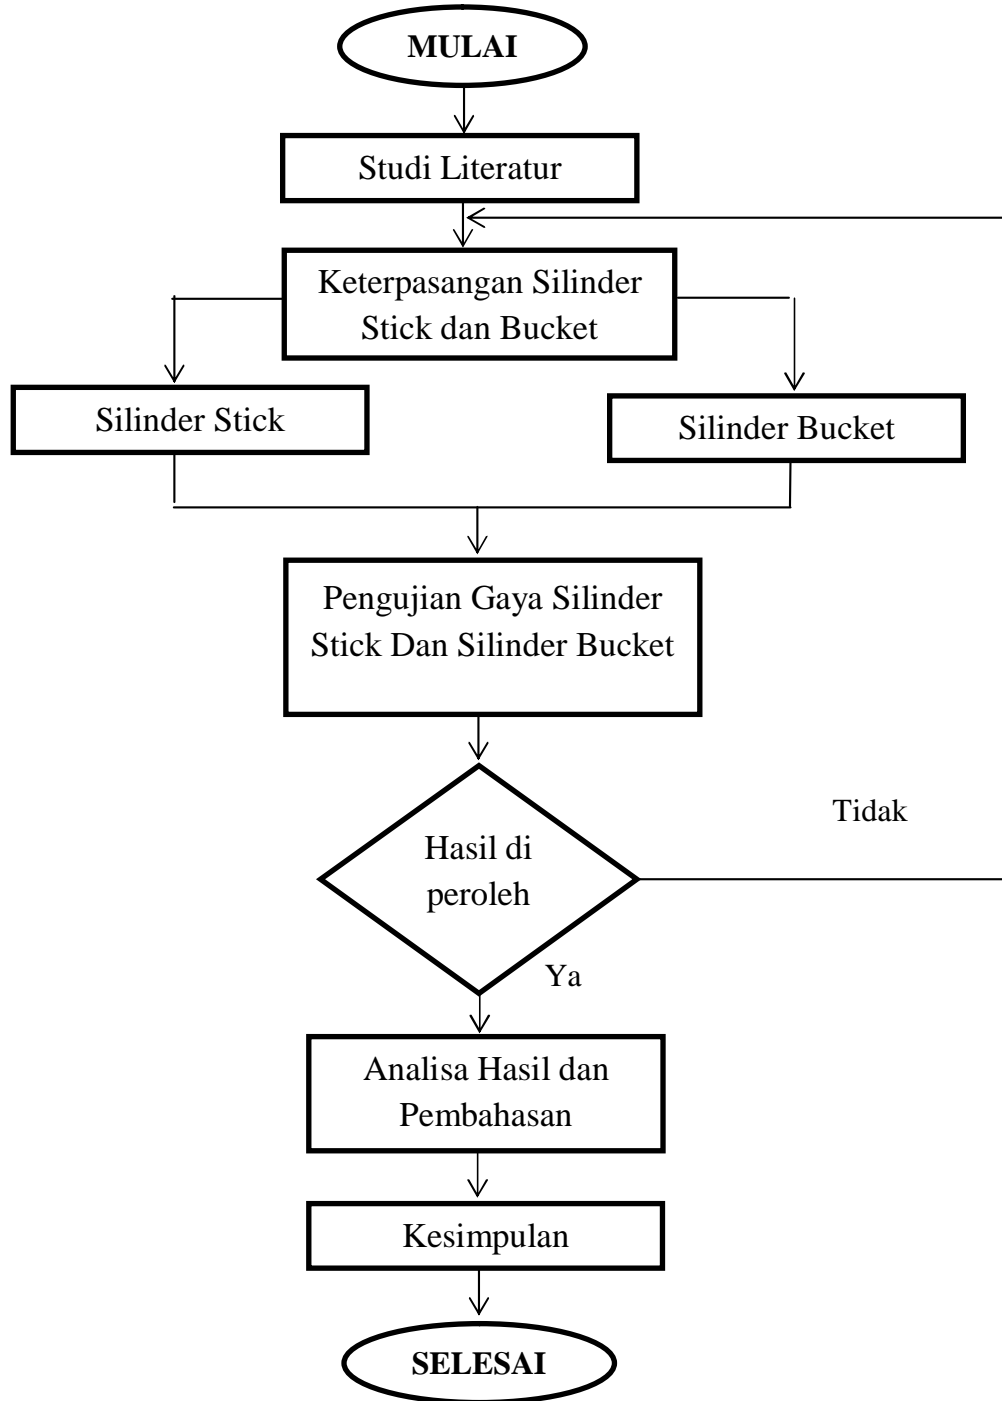 MULAI
Studi Literatur
Keterpasangan Silinder
Stick dan Bucket
Silinder Stick
Silinder Bucket
Pengujian Gaya Silinder
Stick Dan Silinder Bucket
Tidak
Hasil di
peroleh
Ya
Analisa Hasil dan
Pembahasan
Kesimpulan
SELESAI